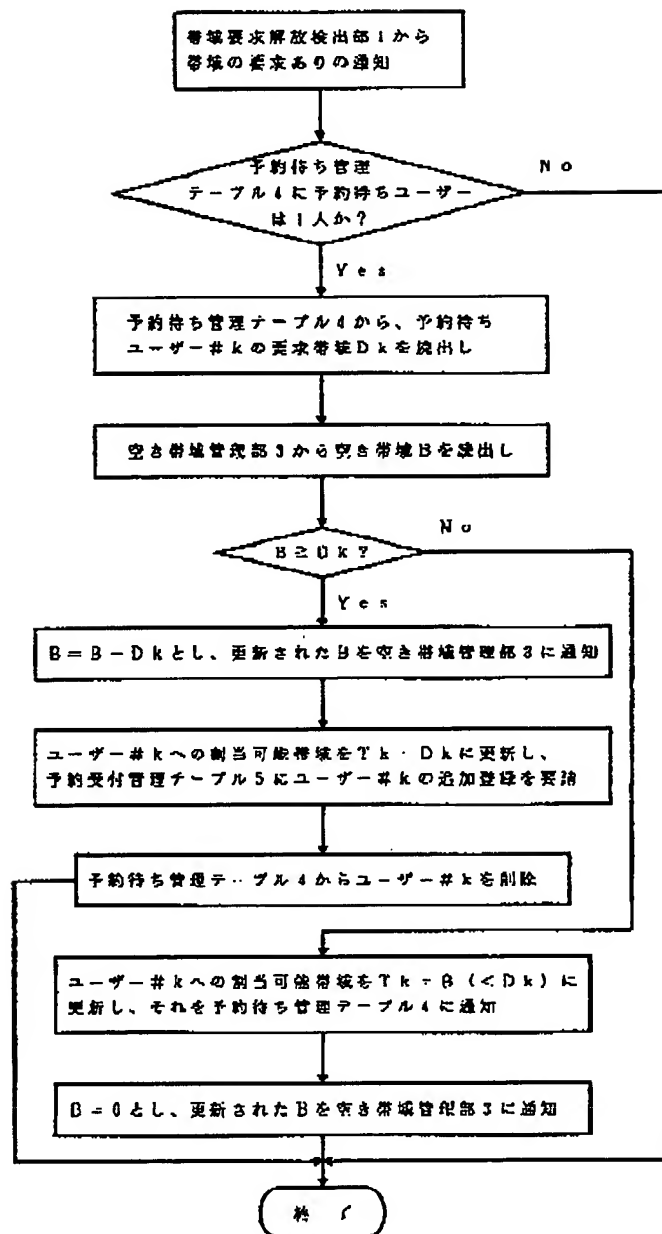 帯域要求解放検出部1から
帯域の要求ありの通知
予約待ち管理
テーブル4に予約待ちユーザー
は1人か?
No
Yes
予約待ち管理テーブル4から、予約待ち
ユーザー#kの要求帯域Dkを読出し
空き帯域管理部3から空き帯域Bを読出し
No
B≧Dk?
Yes
B=B-Dkとし、更新されたBを空き帯域管理部3に通知
ユーザー#kへの割当可能帯域をTk=Dkに更新し、
予約受付管理テーブル5にユーザー#kの追加登録を要請
予約待ち管理テーブル4からユーザー#kを削除
ユーザー#kへの割当可能帯域をTk=B(<Dk)に
更新し、それを予約待ち管理テーブル4に通知
B=0とし、更新されたBを空き帯域管理部3に通知
終了